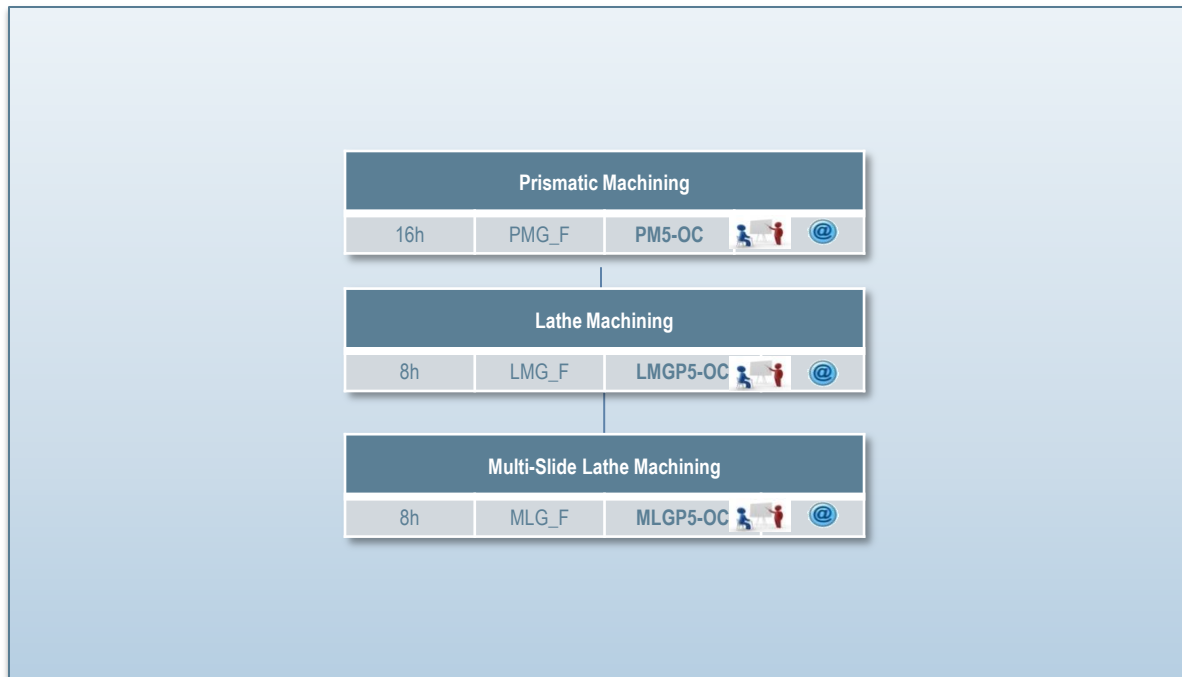 Prismatic Machining
16h PMG_F PM5-OC @
Lathe Machining
8h LMG_F LMGP5-OC @
Multi-Slide Lathe Machining
8h MLG_F MLGP5-OC @